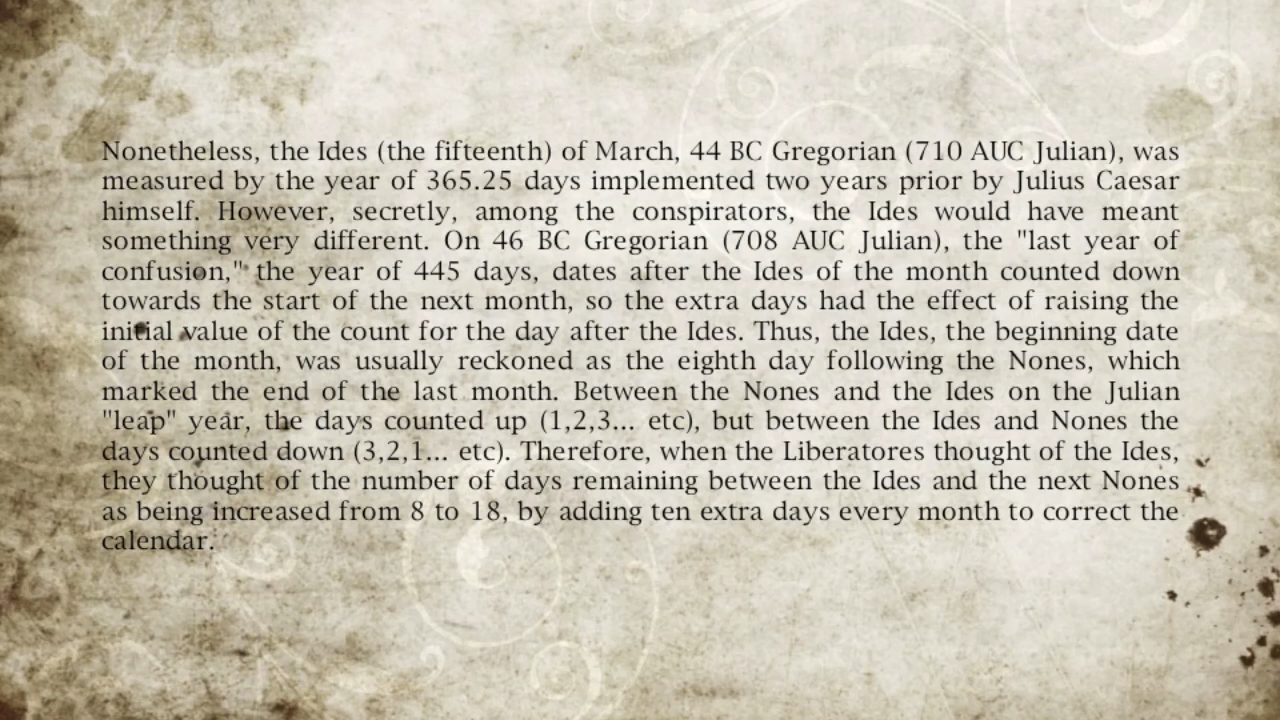 Nonetheless, the Ides (the fifteenth) of March, 44 BC Gregorian (710 AUC Julian), was
measured by the year of 365.25 days implemented two years prior by Julius Caesar
himself. However, secretly, among the conspirators, the Ides would have meant
something very different. On 46 BC Gregorian (708 AUC Julian), the "last year of
confusion," the year of 445 days, dates after the Ides of the month counted down
towards the start of the next month, so the extra days had the effect of raising the
initial value of the count for the day after the Ides. Thus, the Ides, the beginning date
of the month, was usually reckoned as the eighth day following the Nones, which
marked the end of the last month. Between the Nones and the Ides on the Julian
"leap" year, the days counted up (1,2,3... etc), but between the Ides and Nones the
days counted down (3,2,1... etc). Therefore, when the Liberatores thought of the Ides,
they thought of the number of days remaining between the Ides and the next Nones
as being increased from 8 to 18, by adding ten extra days every month to correct the
calendar.